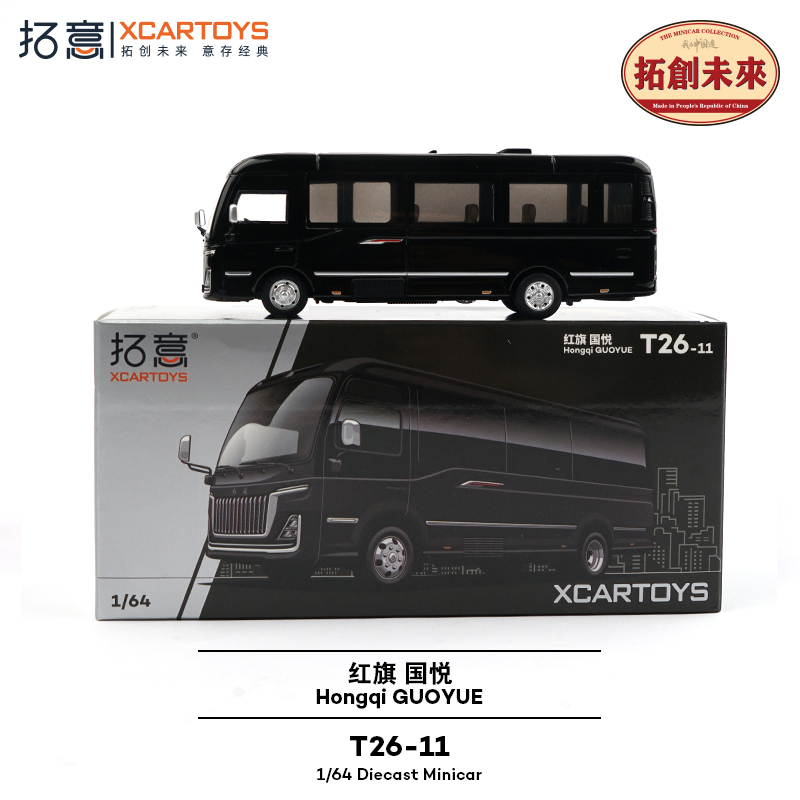 拓意 XCARTOYS
拓创未来 意存经典
THE MINICAR COLLECTION
拓創未來
Made in People's Republic of China
拓意®
XCARTOYS
红旗 国悦
Hongqi GUOYUE
T26-11
1/64
XCARTOYS
红旗 国悦
Hongqi GUOYUE
T26-11
1/64 Diecast Minicar